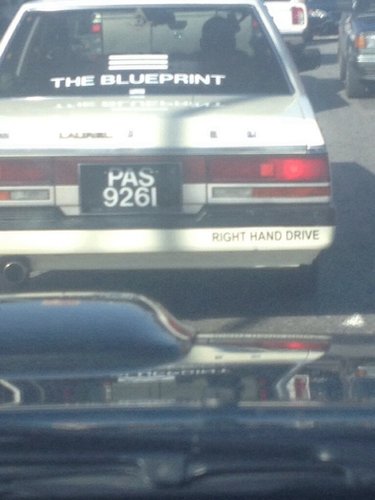 THE BLUEPRINT
LAUREL
PAS
9261
RIGHT HAND DRIVE